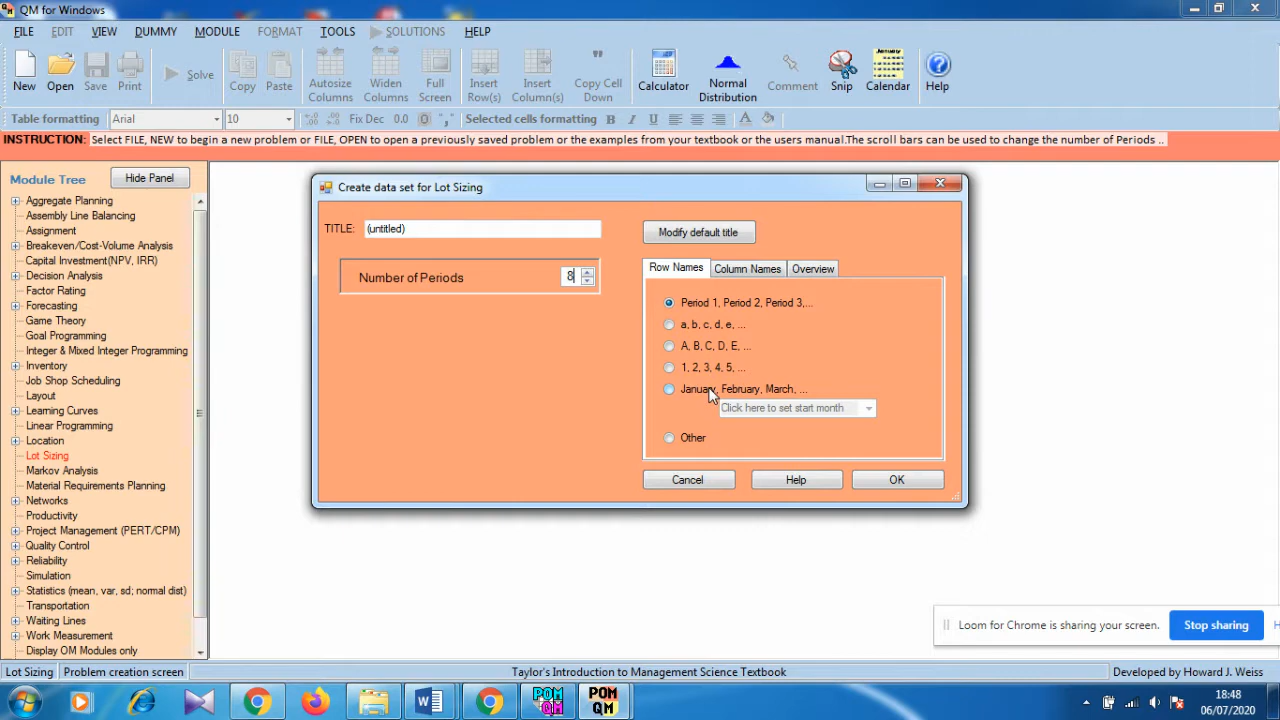 QM for Windows
FILE EDIT VIEW DUMMY MODULE FORMAT TOOLS SOLUTIONS HELP
New Open Save Print Solve Copy Paste Autosize Columns Widen Columns Full Screen Insert Row(s) Insert Column(s) Copy Cell Down Calculator Normal Distribution Comment Snip Calendar Help
January
Table formatting Arial 10 Fix Dec 0.0 Selected cells formatting B I U A
INSTRUCTION: Select FILE, NEW to begin a new problem or FILE, OPEN to open a previously saved problem or the examples from your textbook or the users manual.The scroll bars can be used to change the number of Periods ..
Module Tree Hide Panel
Aggregate Planning
Assembly Line Balancing
Assignment
Breakeven/Cost-Volume Analysis
Capital Investment(NPV, IRR)
Decision Analysis
Factor Rating
Forecasting
Game Theory
Goal Programming
Integer & Mixed Integer Programming
Inventory
Job Shop Scheduling
Layout
Learning Curves
Linear Programming
Location
Lot Sizing
Markov Analysis
Material Requirements Planning
Networks
Productivity
Project Management (PERT/CPM)
Quality Control
Reliability
Simulation
Statistics (mean, var, sd; normal dist)
Transportation
Waiting Lines
Work Measurement
Display OM Modules only
Create data set for Lot Sizing
TITLE: (untitled)
Number of Periods 8
Modify default title
Row Names Column Names Overview
Period 1, Period 2, Period 3,...
a, b, c, d, e, ...
A, B, C, D, E, ...
1, 2, 3, 4, 5, ...
January, February, March, ...
Click here to set start month
Other
Cancel Help OK
Loom for Chrome is sharing your screen. Stop sharing H
Lot Sizing Problem creation screen Taylor's Introduction to Management Science Textbook Developed by Howard J. Weiss
W POM QM POM QM
18:48
06/07/2020